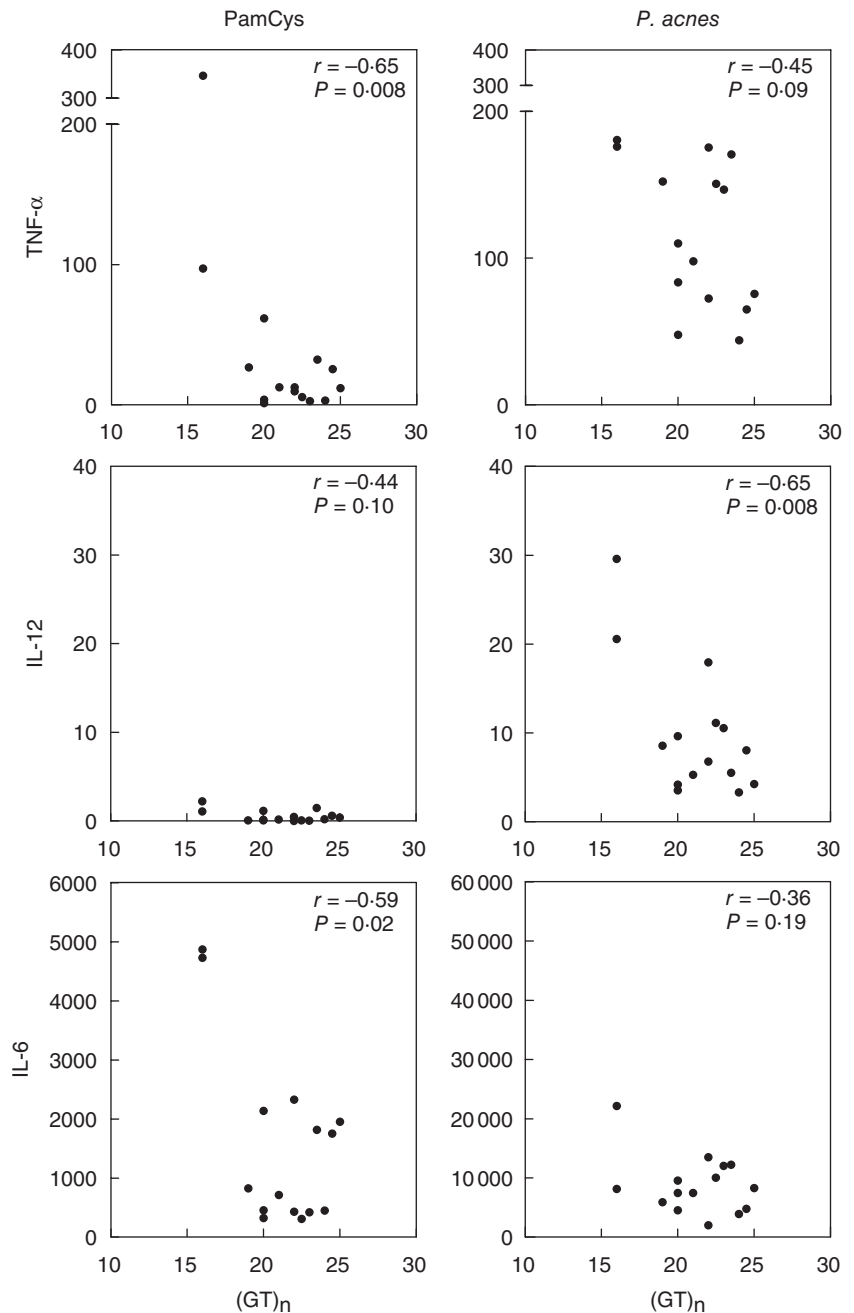 PamCys
P. acnes
400
300
200
100
0
TNF-α
r = –0·65
P = 0·008
10 15 20 25 30
400
300
200
100
0
r = –0·45
P = 0·09
10 15 20 25 30
40
30
20
10
0
IL-12
r = –0·44
P = 0·10
10 15 20 25 30
40
30
20
10
0
r = –0·65
P = 0·008
10 15 20 25 30
6000
5000
4000
3000
2000
1000
0
IL-6
r = –0·59
P = 0·02
10 15 20 25 30
(GT)n
60 000
50 000
40 000
30 000
20 000
10 000
0
r = –0·36
P = 0·19
10 15 20 25 30
(GT)n